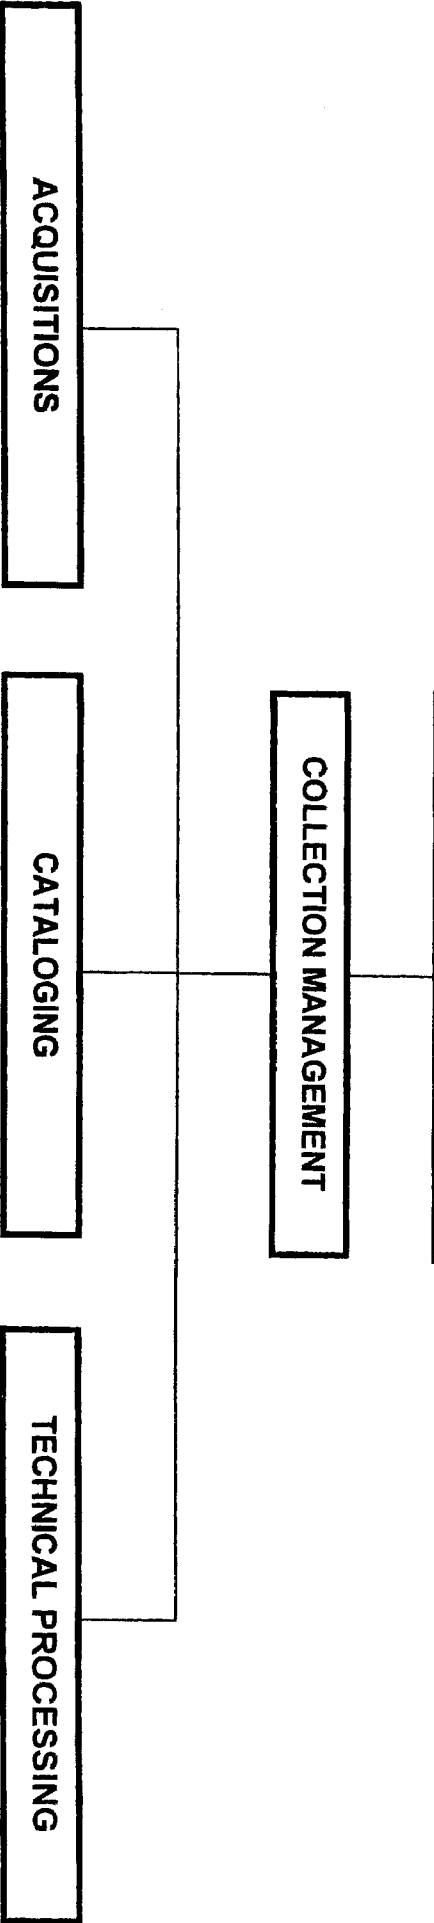 COLLECTION MANAGEMENT
ACQUISITIONS
CATALOGING
TECHNICAL PROCESSING